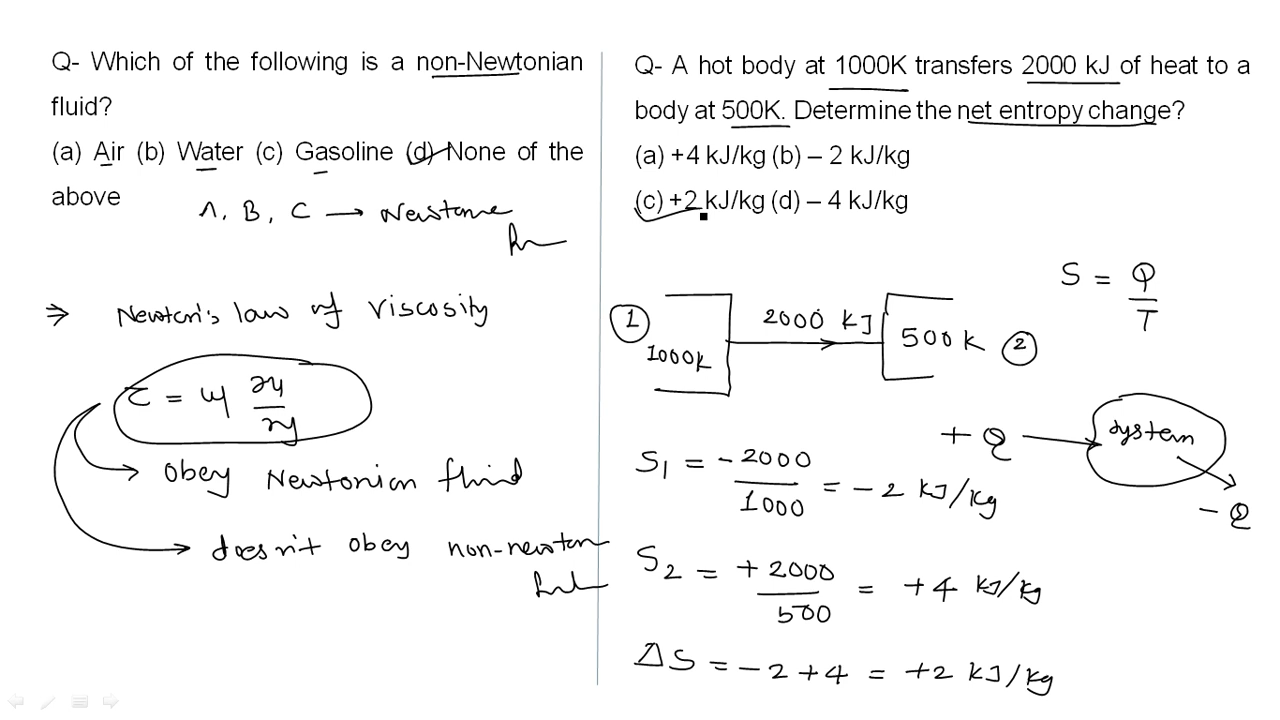 Q- Which of the following is a non-Newtonian
fluid?
(a) Air (b) Water (c) Gasoline (d) None of the
above
A, B, C → Newtone
⇒ Newton's law of viscosity
τ = μ ∂u/∂y
obey Newtonian fluid
doesn't obey non-newton
Q- A hot body at 1000K transfers 2000 kJ of heat to a
body at 500K. Determine the net entropy change?
(a) +4 kJ/kg (b) – 2 kJ/kg
(c) +2 kJ/kg (d) – 4 kJ/kg
S = Q/T
1 1000K 2000 kJ 500K 2
+Q → system
-Q
S1 = -2000/1000 = -2 kJ/kg
S2 = +2000/500 = +4 kJ/kg
ΔS = -2+4 = +2 kJ/kg